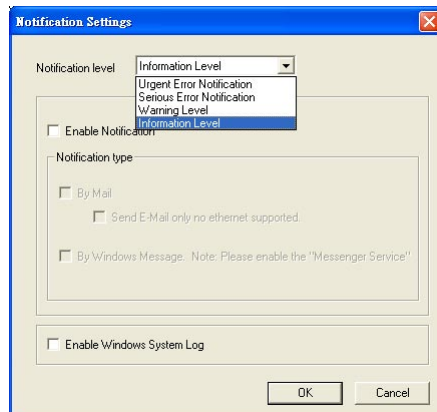 Notification Settings
Notification level
Information Level
Urgent Error Notification
Serious Error Notification
Warning Level
Information Level
Enable Notification
Notification type
By Mail
Send E-Mail only no ethernet supported.
By Windows Message. Note: Please enable the "Messenger Service"
Enable Windows System Log
OK
Cancel